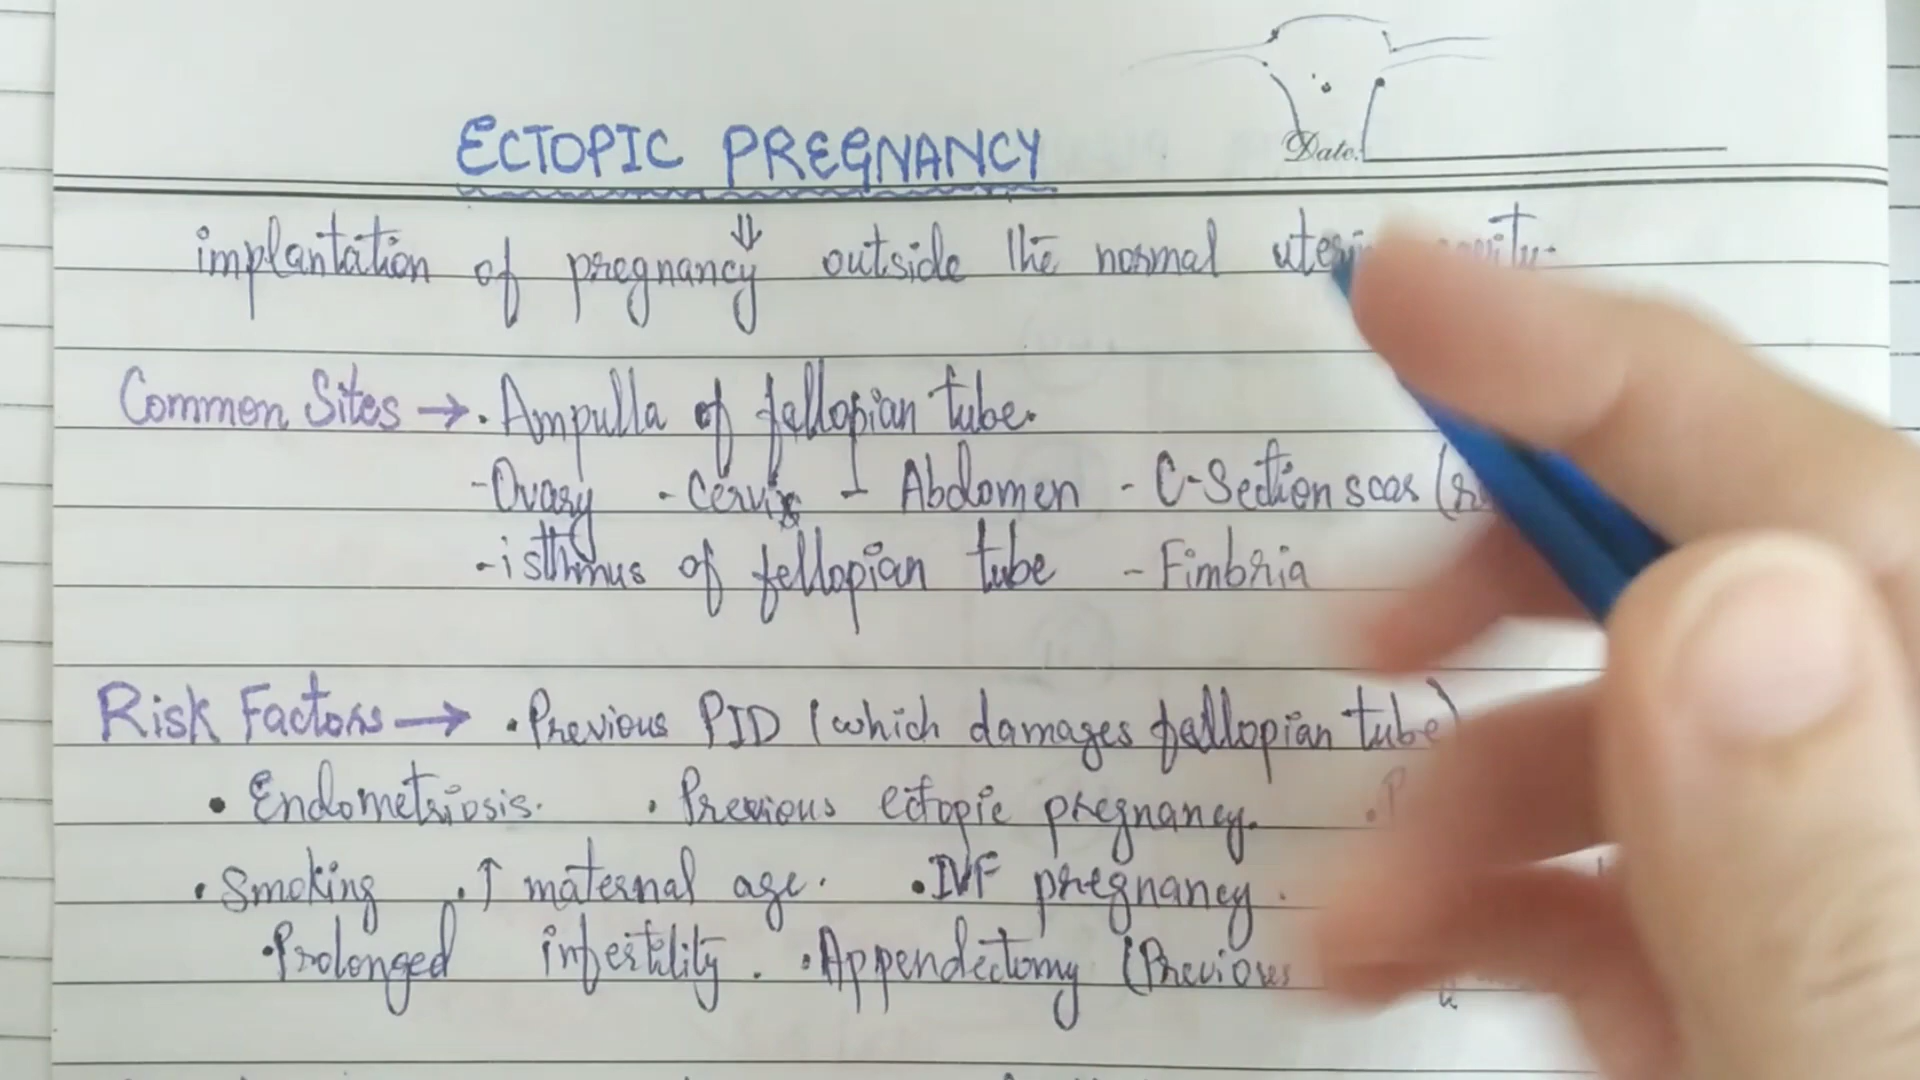 ECTOPIC PREGNANCY
Date:
⇓
implantation of pregnancy outside the normal
Common Sites → • Ampulla of fallopian tube.
- Ovary - Cervix - Abdomen - C-Section scar
- isthmus of fellopian tube - Fimbria
Risk Factors → • Previous PID (which damages fallopian tube)
• Endometriosis. • Previous ectopic pregnancy.
• Smoking • ↑ maternal age. • IVF pregnancy.
• Prolonged infertility. • Appendectomy (Previous